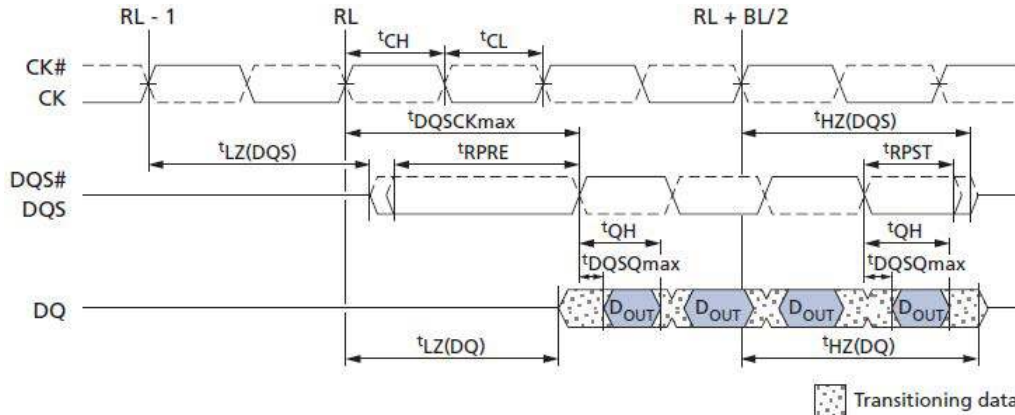 RL - 1 RL RL + BL/2
tCH tCL
CK#
CK
tDQSCKmax tHZ(DQS)
tLZ(DQS) tRPRE tRPST
DQS#
DQS
tQH tQH
tDQSQmax tDQSQmax
DQ DOUT DOUT DOUT DOUT
tLZ(DQ) tHZ(DQ)
Transitioning data